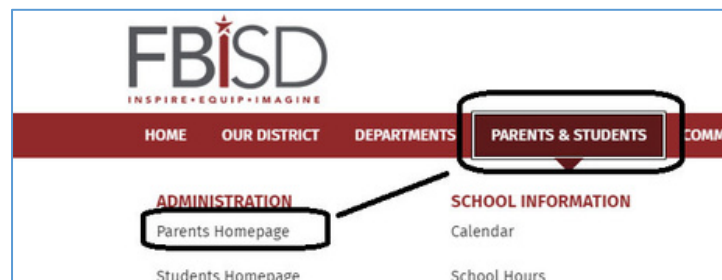 FBISD
INSPIRE•EQUIP•IMAGINE
HOME OUR DISTRICT DEPARTMENTS PARENTS & STUDENTS COMM
ADMINISTRATION SCHOOL INFORMATION
Parents Homepage Calendar
Students Homepage School Hours